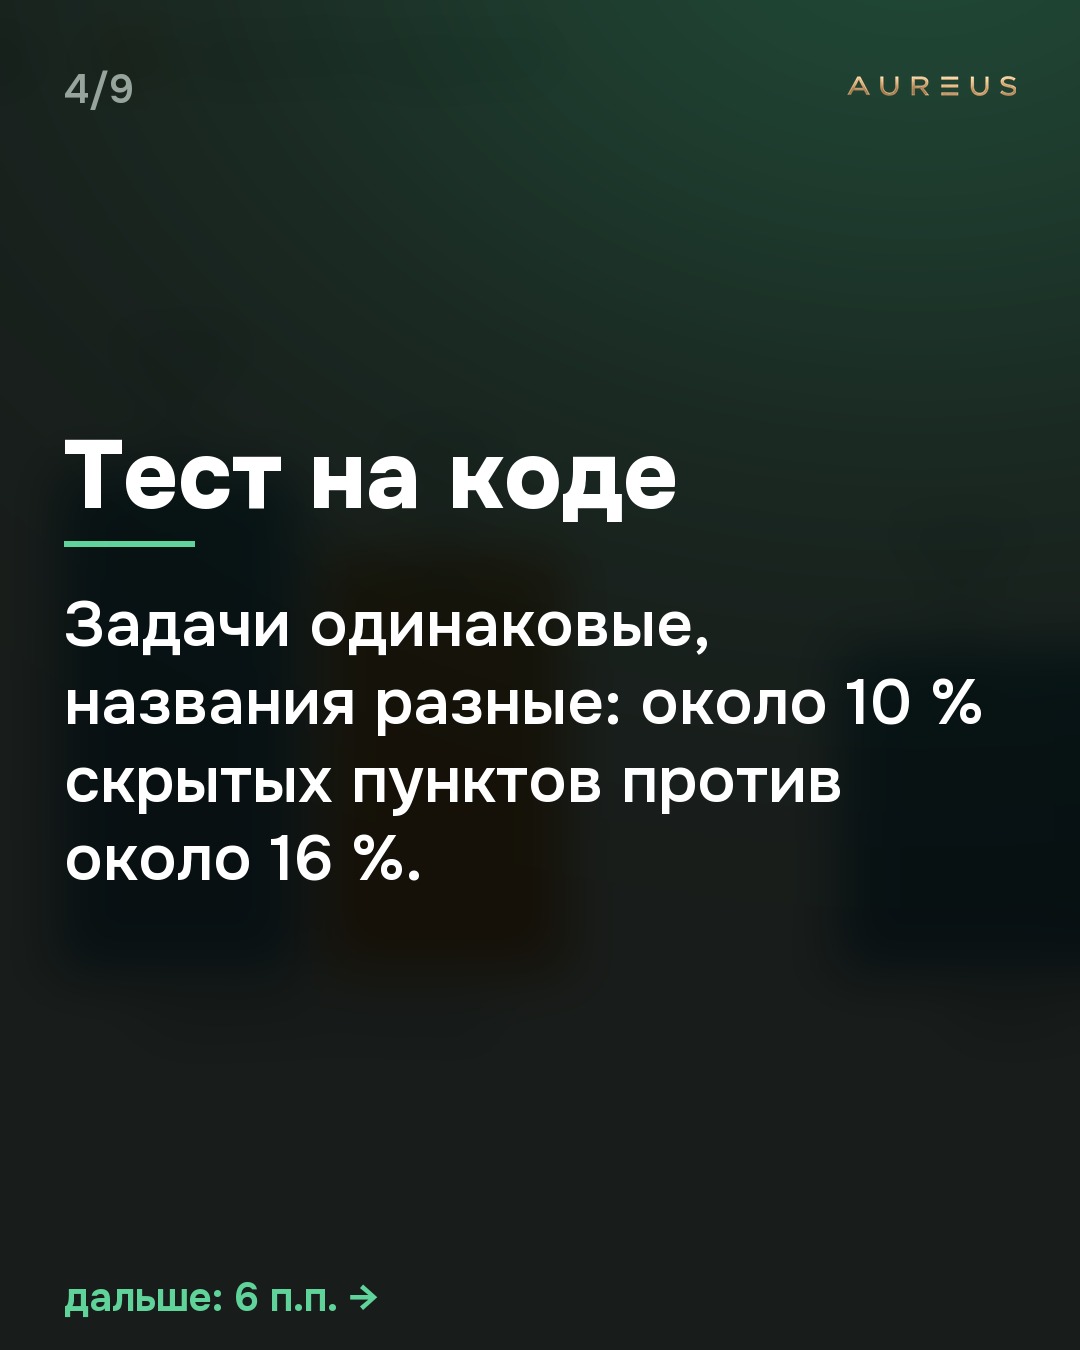 4/9
AUREUS
Тест на коде
Задачи одинаковые,
названия разные: около 10 %
скрытых пунктов против
около 16 %.
дальше: 6 п.п. →